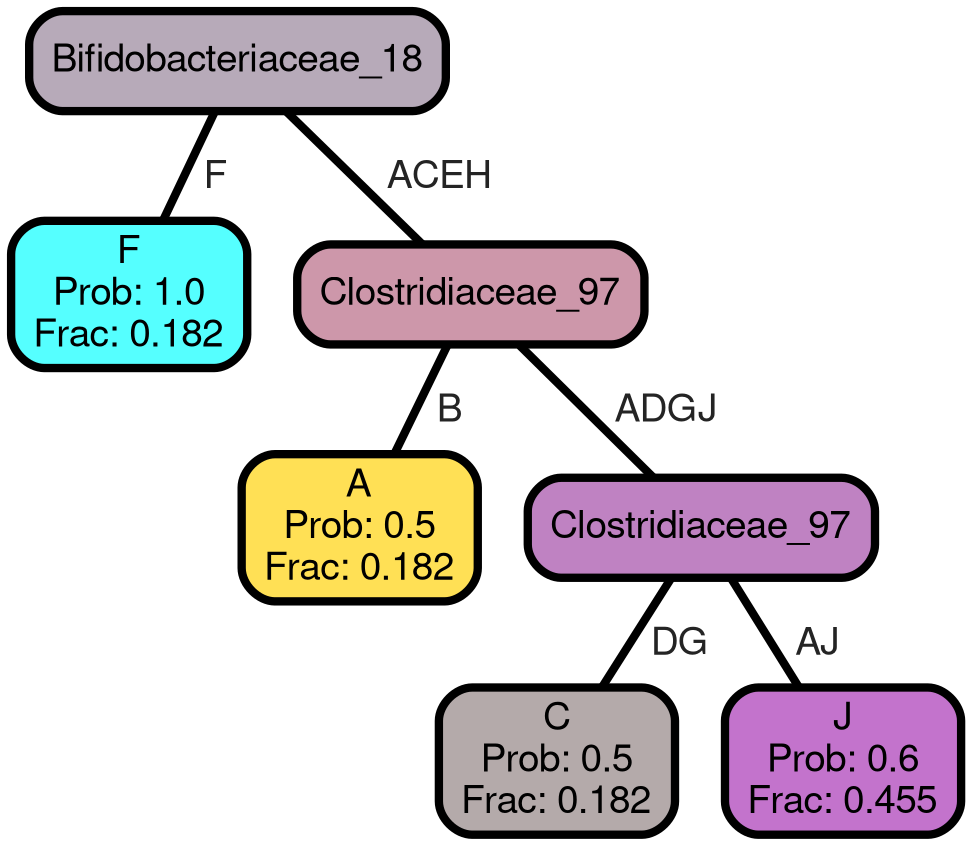 Bifidobacteriaceae_18
F
ACEH
F
Prob: 1.0
Frac: 0.182
Clostridiaceae_97
B
ADGJ
A
Prob: 0.5
Frac: 0.182
Clostridiaceae_97
DG
AJ
C
Prob: 0.5
Frac: 0.182
J
Prob: 0.6
Frac: 0.455